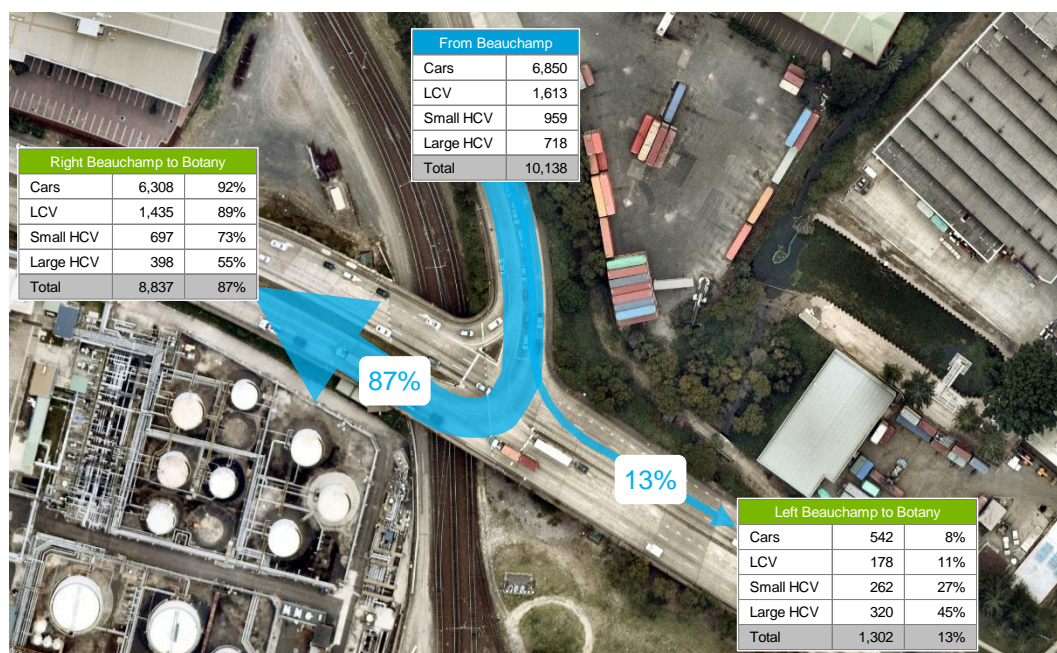 From Beauchamp
Cars 6,850
LCV 1,613
Small HCV 959
Large HCV 718
Total 10,138
Right Beauchamp to Botany
Cars 6,308 92%
LCV 1,435 89%
Small HCV 697 73%
Large HCV 398 55%
Total 8,837 87%
87%
13%
Left Beauchamp to Botany
Cars 542 8%
LCV 178 11%
Small HCV 262 27%
Large HCV 320 45%
Total 1,302 13%